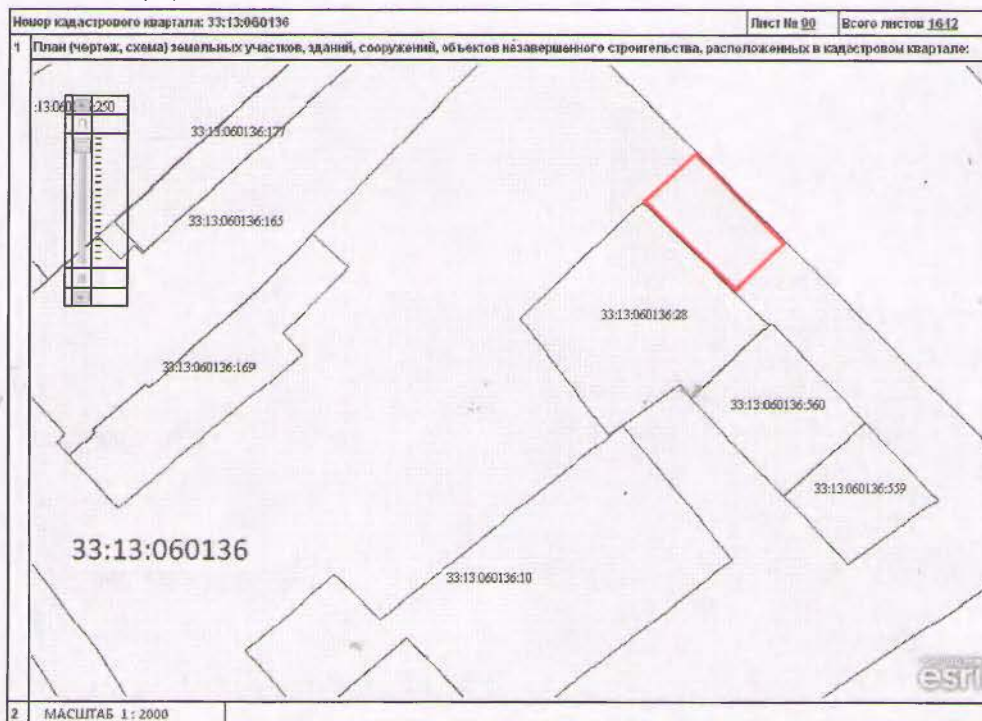 Номер кадастрового квартала: 33:13:060136 Лист № 90 Всего листов 1612
1 План (чертеж, схема) земельных участков, зданий, сооружений, объектов незавершенного строительства, расположенных в кадастровом квартале:
33:13:060136:177
33:13:060136:165
33:13:060136:28
33:13:060136:169
33:13:060136:560
33:13:060136:559
33:13:060136
33:13:060136:10
esri
2 МАСШТАБ 1:2000